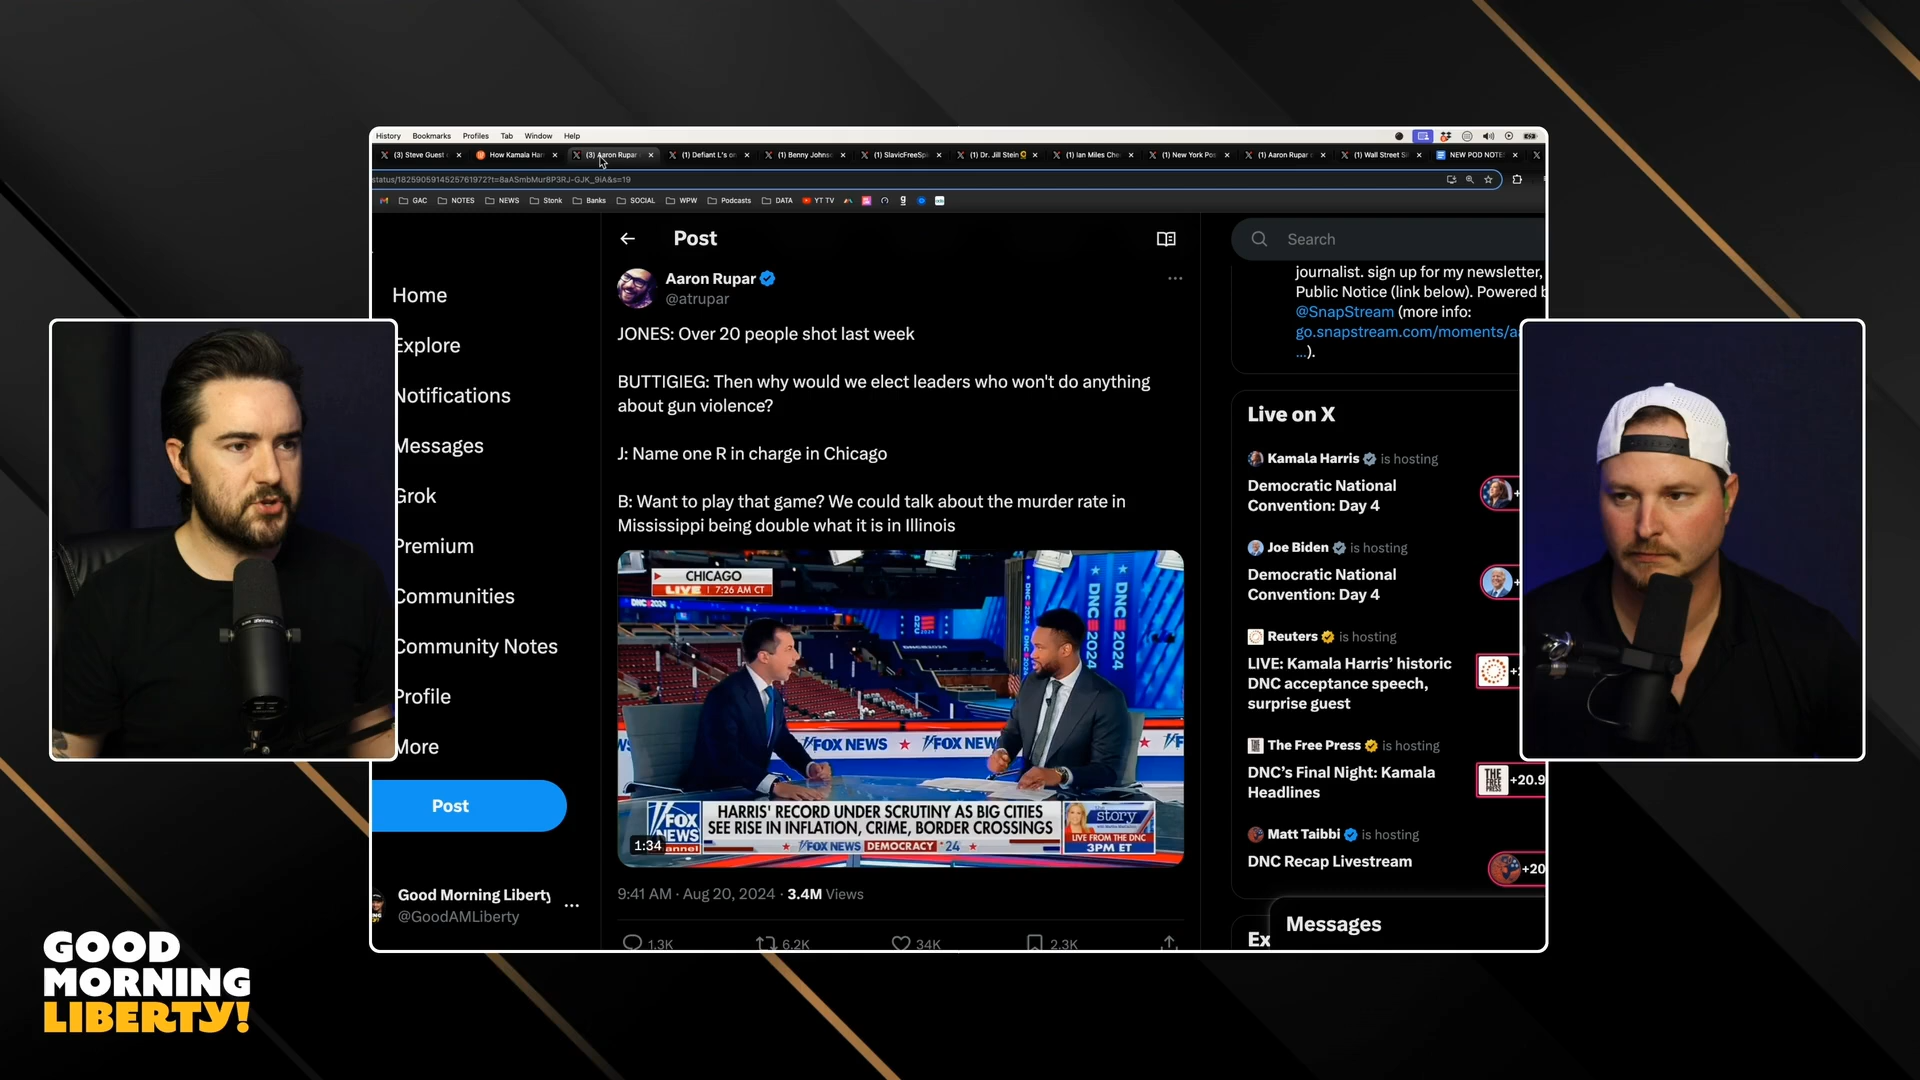 History Bookmarks Profiles Tab Window Help
(3) Steve Guest
How Kamala Har
(3) Aaron Rupar
(1) Defiant L's on
(1) Benny Johns
(1) SlavicFreeSp
(1) Dr. Jill Stein
(1) Ian Miles Che
(1) New York Po
(1) Aaron Rupar
(1) Wall Street Si
NEW POD NOTE
GAC NOTES NEWS Stonk Banks SOCIAL WPW Podcasts DATA YT TV
Home
Explore
Notifications
Messages
Grok
Premium
Communities
Community Notes
Profile
More
Post
Good Morning Liberty
@GoodAMLiberty
Post
Aaron Rupar
@atrupar
JONES: Over 20 people shot last week
BUTTIGIEG: Then why would we elect leaders who won't do anything
about gun violence?
J: Name one R in charge in Chicago
B: Want to play that game? We could talk about the murder rate in
Mississippi being double what it is in Illinois
CHICAGO
LIVE 7:26 AM CT
DNC 2024
DNC 2024
DNC 2024
FOX NEWS
FOX NEW
FOX
NEWS
channel
HARRIS' RECORD UNDER SCRUTINY AS BIG CITIES
SEE RISE IN INFLATION, CRIME, BORDER CROSSINGS
FOX NEWS DEMOCRACY '24
the story
LIVE FROM THE DNC
3PM ET
1:34
9:41 AM · Aug 20, 2024 · 3.4M Views
1.3K 6.2K 34K 2.3K
Search
journalist. sign up for my newsletter,
Public Notice (link below). Powered b
@SnapStream (more info:
go.snapstream.com/moments/a
...).
Live on X
Kamala Harris is hosting
Democratic National
Convention: Day 4
Joe Biden is hosting
Democratic National
Convention: Day 4
Reuters is hosting
LIVE: Kamala Harris' historic
DNC acceptance speech,
surprise guest
The Free Press is hosting
DNC's Final Night: Kamala
Headlines
THE
FREE
PRESS
+20.9
Matt Taibbi is hosting
DNC Recap Livestream
+20
Ex
Messages
GOOD
MORNING
LIBERTY!